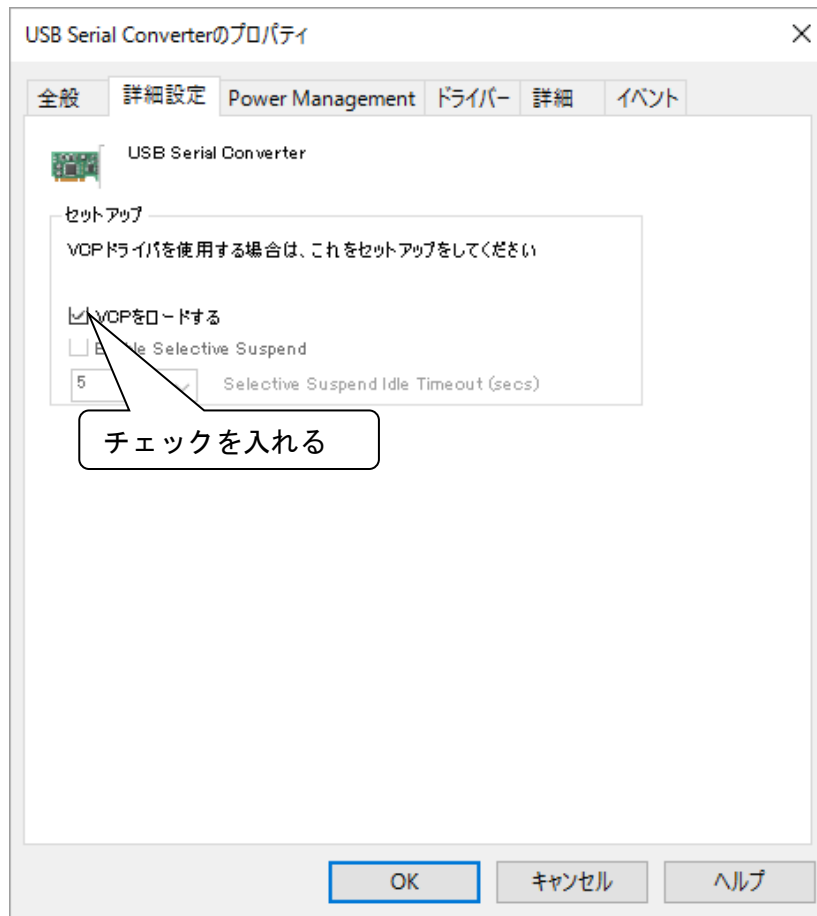 USB Serial Converterのプロパティ
全般 詳細設定 Power Management ドライバー 詳細 イベント
USB Serial Converter
セットアップ
VCPドライバを使用する場合は、これをセットアップをしてください
VCPをロードする
Selective Suspend
5 Selective Suspend Idle Timeout (secs)
チェックを入れる
OK キャンセル ヘルプ